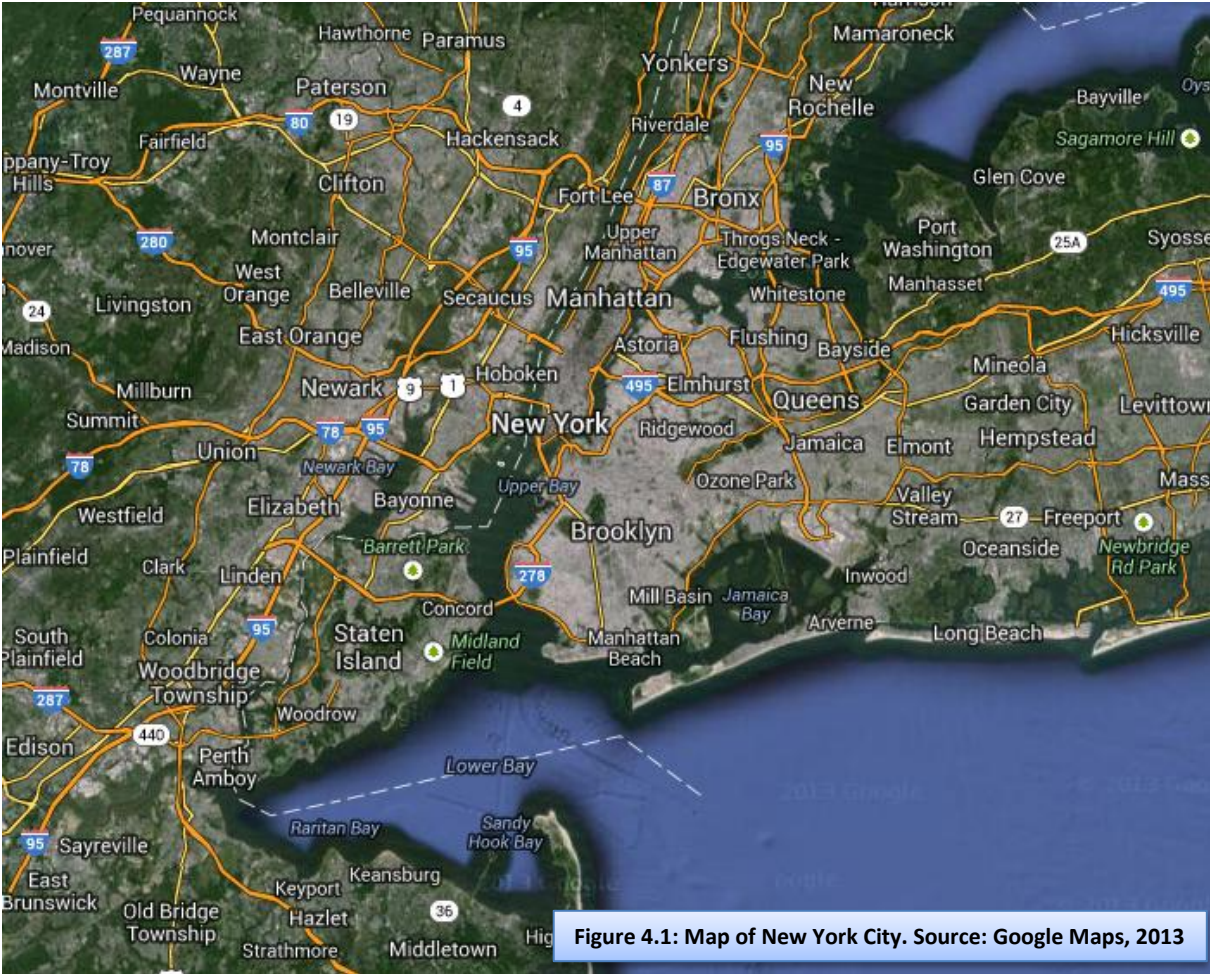 Pequannock
Harrison
Hawthorne
Paramus
Mamaroneck
287
Yonkers
Wayne
Montville
Paterson
New
Rochelle
Bayville
Oys
4
80
19
Riverdale
Hackensack
Fairfield
95
Sagamore Hill
ppany-Troy
Hills
Clifton
Glen Cove
87
Fort Lee
Bronx
Upper
Manhattan
Port
Washington
280
Montclair
95
Throgs Neck -
Edgewater Park
25A
Syosse
nover
West
Orange
Belleville
Secaucus
Manhattan
Whitestone
Manhasset
495
Livingston
24
East Orange
Astoria
Flushing
Bayside
Hicksville
Madison
Mineola
Millburn
Newark
9
1
Hoboken
495
Elmhurst
Queens
Garden City
Levittown
Summit
78
95
New York
Ridgewood
Jamaica
Elmont
Hempstead
Union
78
Newark Bay
Upper Bay
Ozone Park
Mass
Elizabeth
Bayonne
Valley
Stream
27
Freeport
Westfield
Brooklyn
Plainfield
Barrett Park
Oceanside
Newbridge
Rd Park
Clark
Linden
278
Inwood
Concord
Mill Basin
Jamaica
Bay
95
South
Plainfield
Colonia
Staten
Island
Midland
Field
Manhattan
Beach
Arverne
Long Beach
Woodbridge
Township
287
Woodrow
440
Edison
Perth
Amboy
Lower Bay
2013 Google
Raritan Bay
Sandy
Hook Bay
95
Sayreville
East
Brunswick
Keansburg
Keyport
Old Bridge
Township
Hazlet
36
Strathmore
Middletown
Hig
Figure 4.1: Map of New York City. Source: Google Maps, 2013